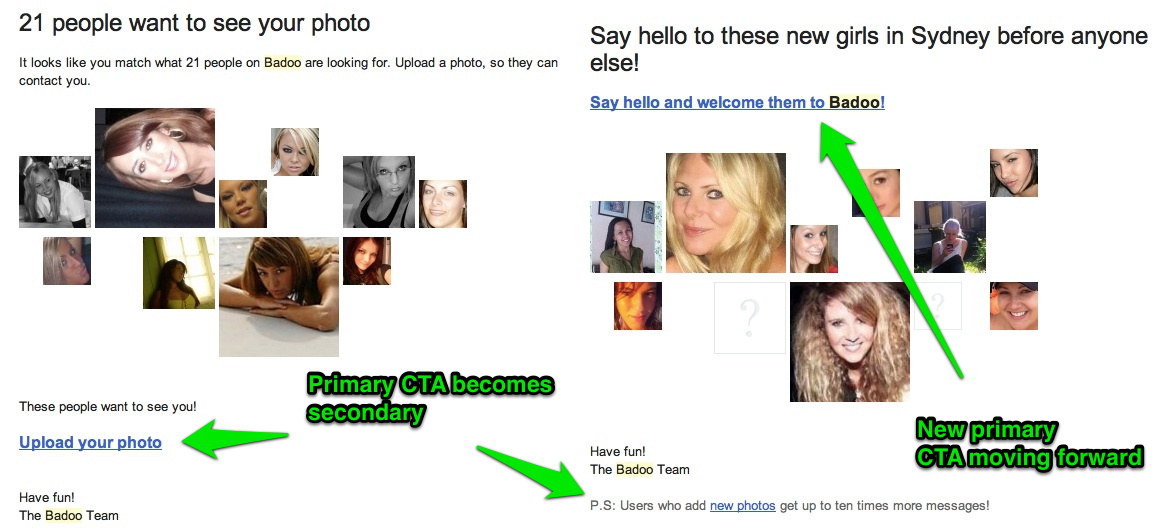 21 people want to see your photo
It looks like you match what 21 people on Badoo are looking for. Upload a photo, so they can
contact you.
These people want to see you!
Upload your photo
Have fun!
The Badoo Team
Primary CTA becomes
secondary
Say hello to these new girls in Sydney before anyone
else!
Say hello and welcome them to Badoo!
?
?
New primary
CTA moving forward
Have fun!
The Badoo Team
P.S: Users who add new photos get up to ten times more messages!